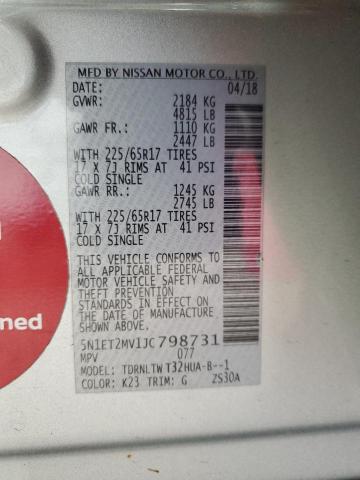 MFD BY NISSAN MOTOR CO., LTD.
DATE: 04/18
GVWR: 2184 KG
4815 LB
GAWR FR.: 1110 KG
2447 LB
WITH 225/65R17 TIRES
17 X 7J RIMS AT 41 PSI
COLD SINGLE
GAWR RR.: 1245 KG
2745 LB
WITH 225/65R17 TIRES
17 X 7J RIMS AT 41 PSI
COLD SINGLE
THIS VEHICLE CONFORMS TO
ALL APPLICABLE FEDERAL
MOTOR VEHICLE SAFETY AND
THEFT PREVENTION
STANDARDS IN EFFECT ON
THE DATE OF MANUFACTURE
SHOWN ABOVE.
5N1ET2MV1JC798731
MPV 077
MODEL: TDRNLTW T32HUA-B--1
COLOR: K23 TRIM: G ZS30A
ned